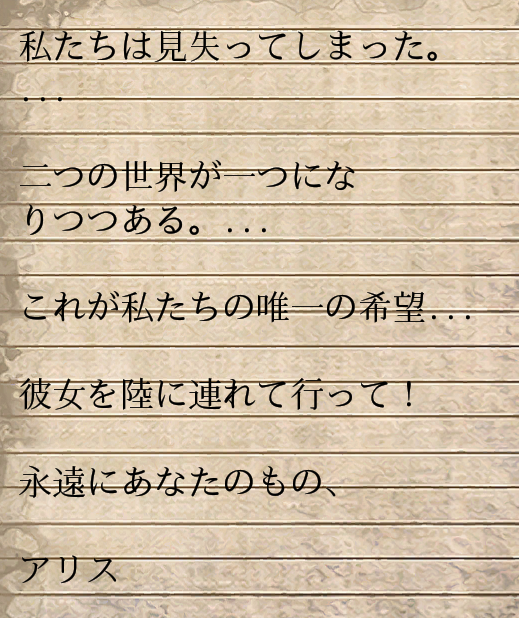 私たちは見失ってしまった。
...
二つの世界が一つにな
りつつある。...
これが私たちの唯一の希望...
彼女を陸に連れて行って！
永遠にあなたのもの、
アリス